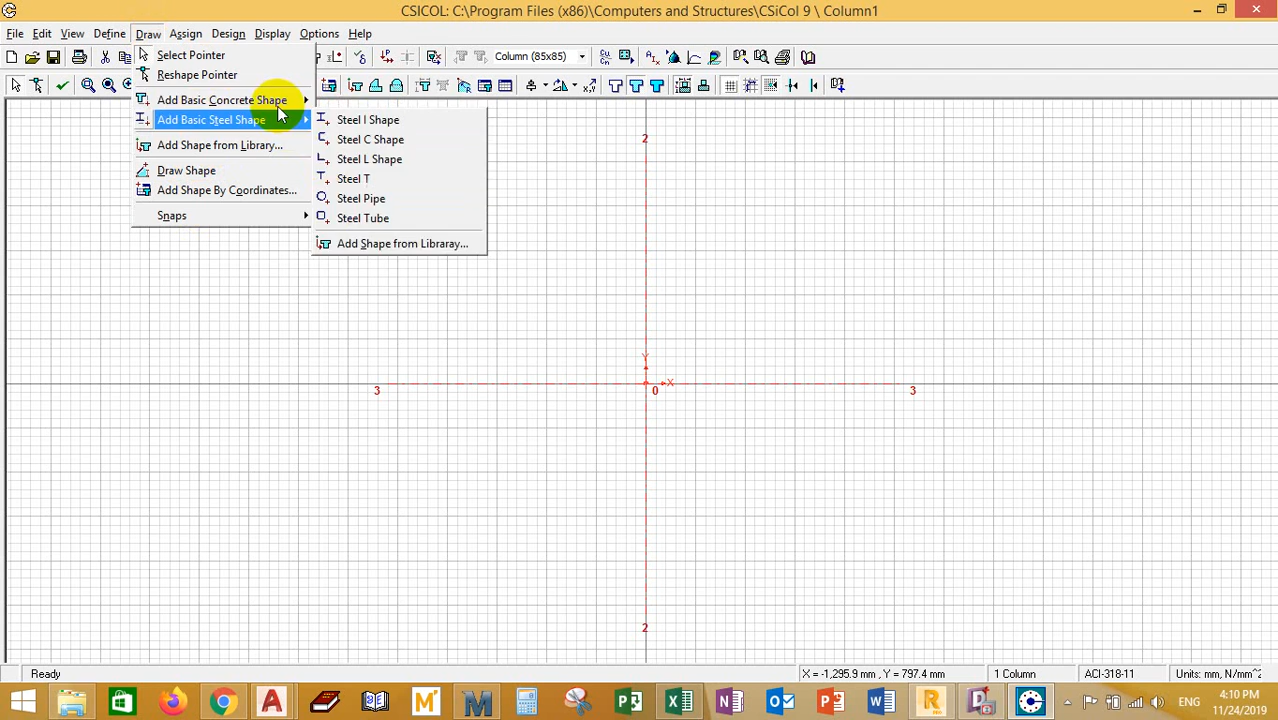 CSICOL: C:\Program Files (x86)\Computers and Structures\CSiCol 9 \ Column1
File Edit View Define Draw Assign Design Display Options Help
Column (85x85)
Select Pointer
Reshape Pointer
Add Basic Concrete Shape
Add Basic Steel Shape
Add Shape from Library...
Draw Shape
Add Shape By Coordinates...
Snaps
Steel I Shape
Steel C Shape
Steel L Shape
Steel T
Steel Pipe
Steel Tube
Add Shape from Libraray...
2
Y
X
3 0 3
2
Ready
X = -1,295.9 mm , Y = 797.4 mm
1 Column
ACI-318-11
Units: mm, N/mm^2
ENG
4:10 PM
11/24/2019